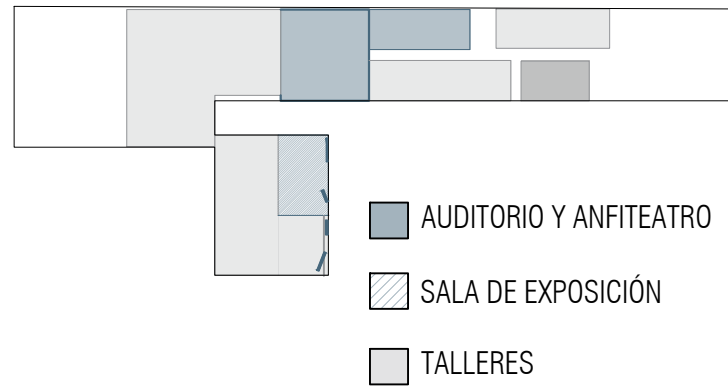 AUDITORIO Y ANFITEATRO
SALA DE EXPOSICIÓN
TALLERES